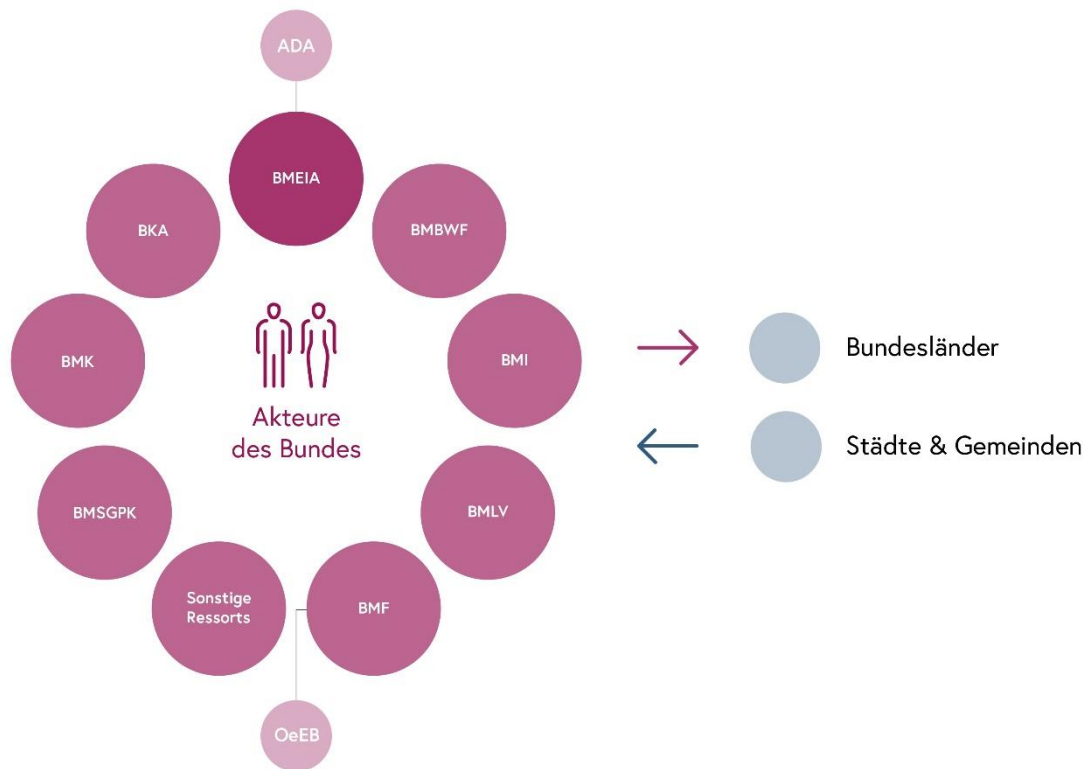 ADA
BMEIA
BKA
BMBWF
BMK
BMI
Akteure
des Bundes
BMSGPK
BMLV
Sonstige
Ressorts
BMF
OeEB
Bundesländer
Städte & Gemeinden